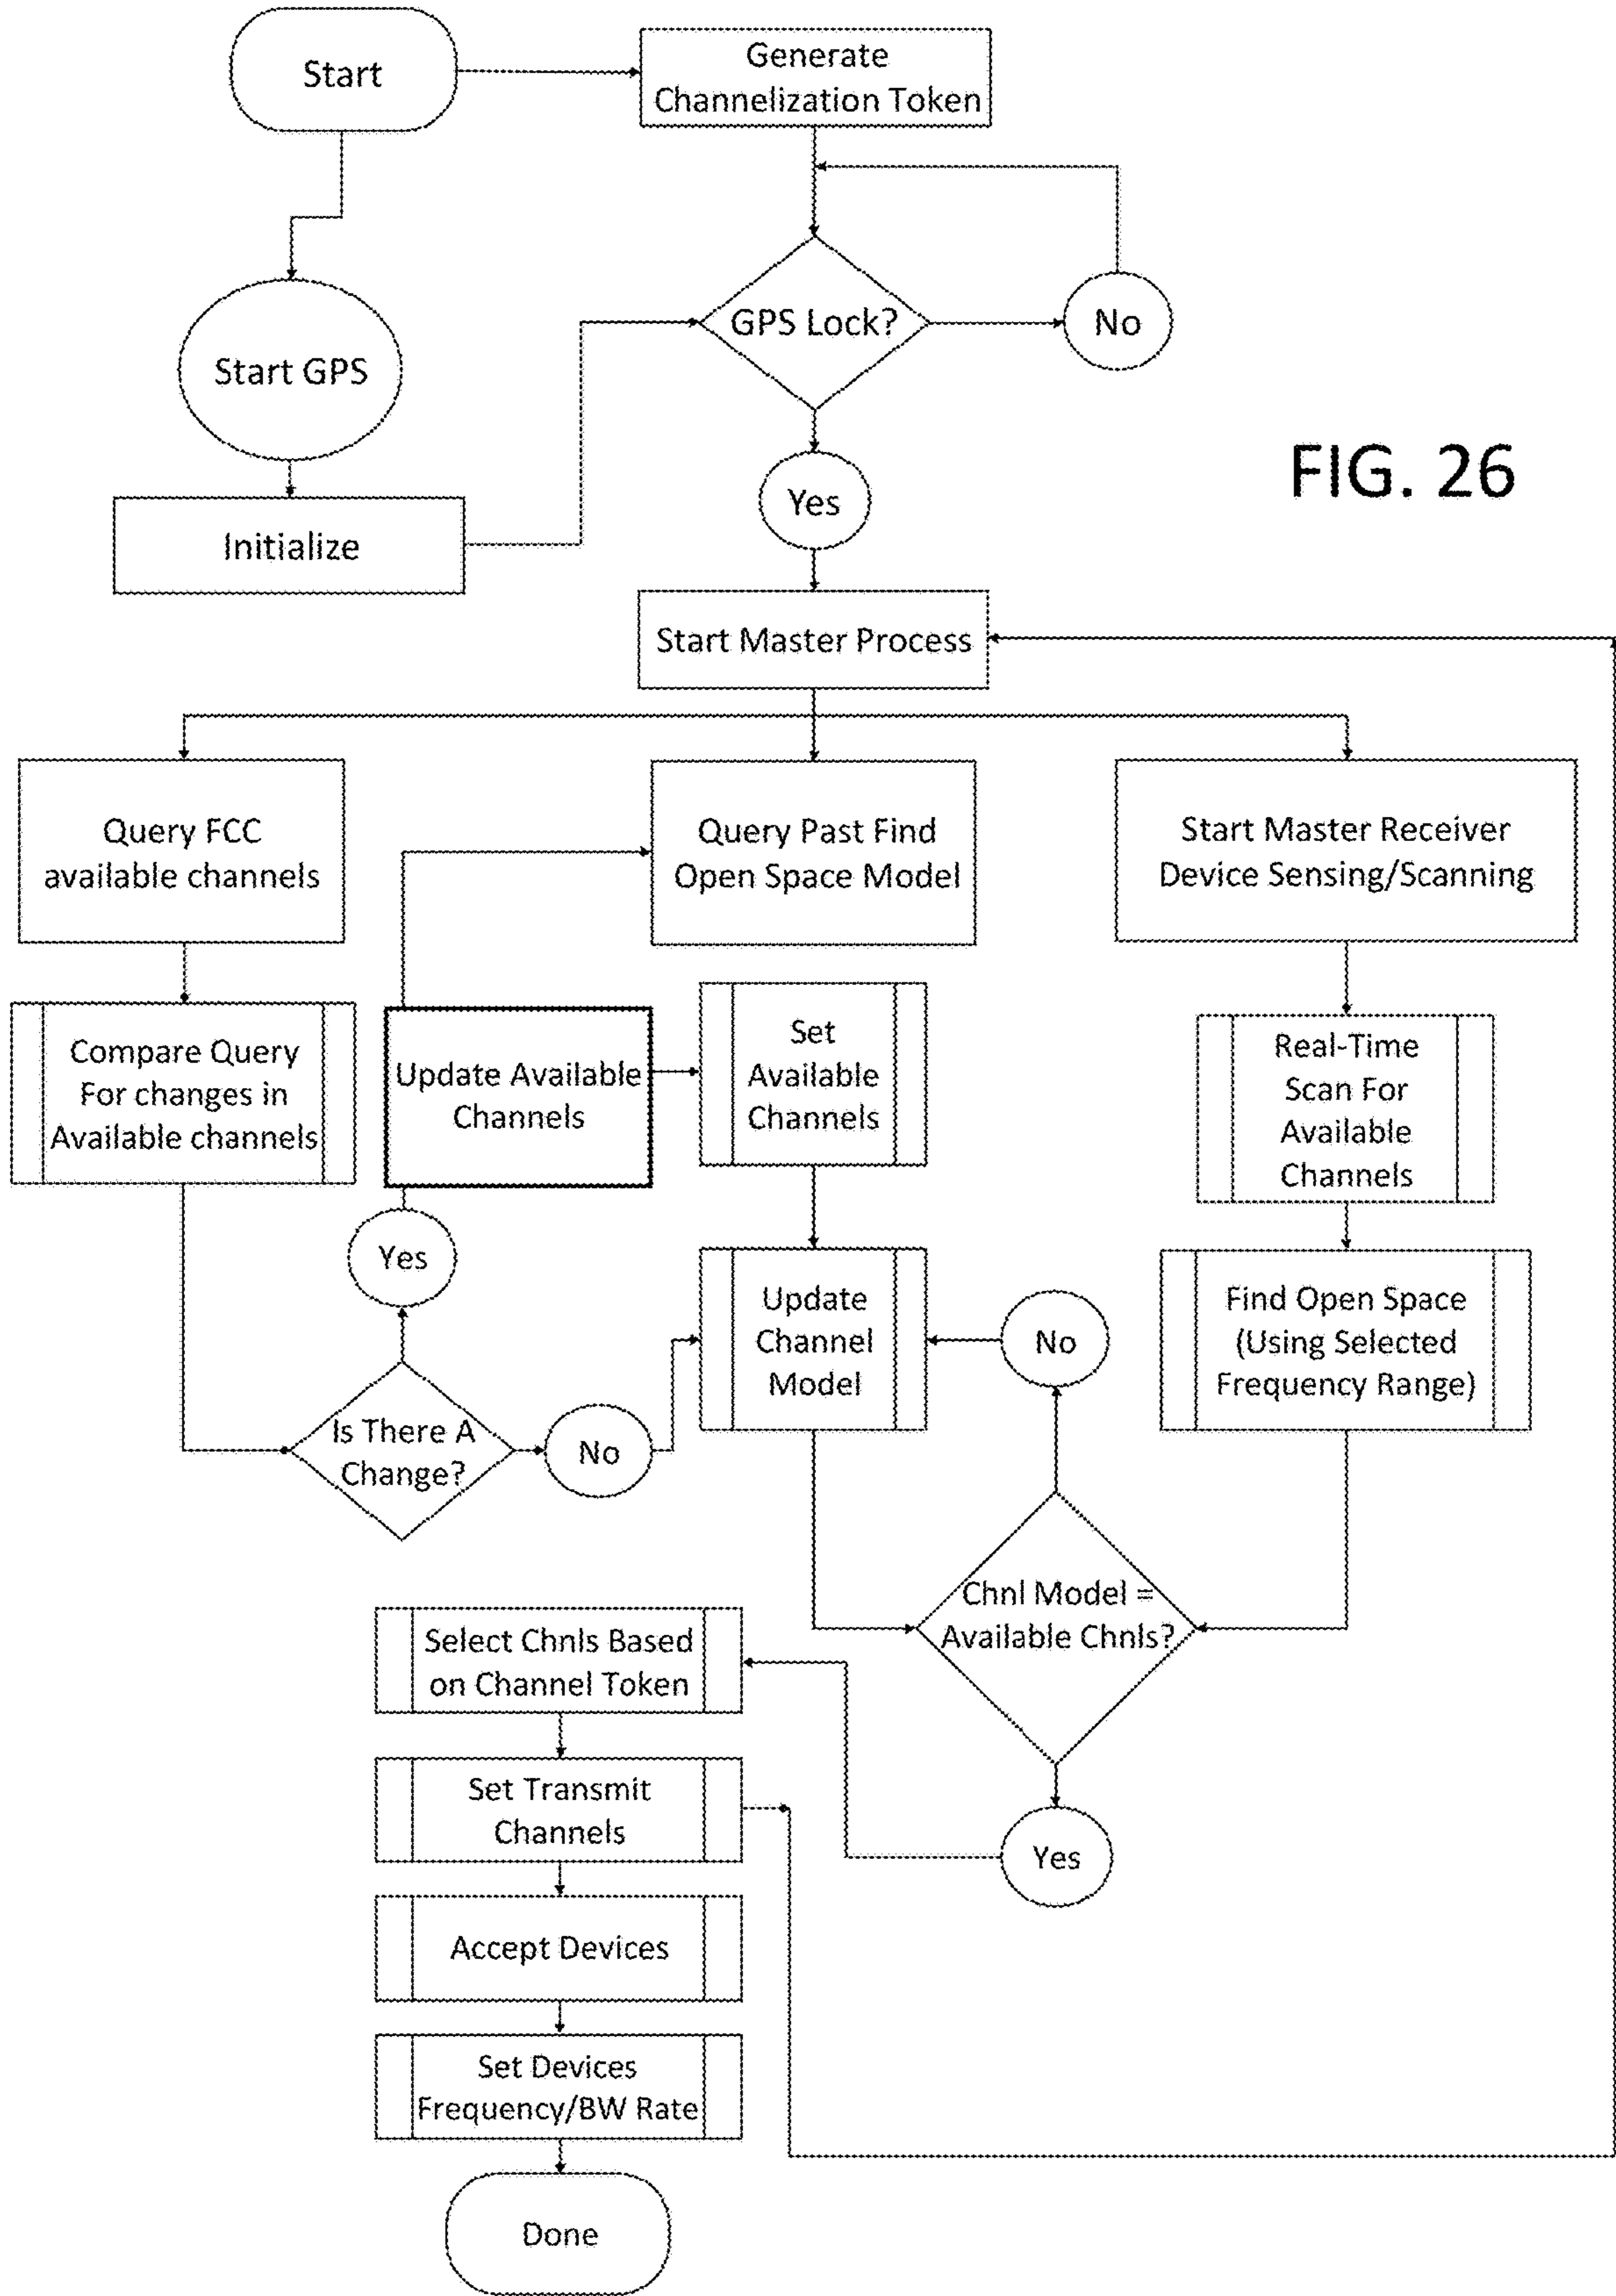 Start
Generate
Channelization Token
GPS Lock?
No
Start GPS
FIG. 26
Yes
Initialize
Start Master Process
Query FCC
available channels
Query Past Find
Open Space Model
Start Master Receiver
Device Sensing/Scanning
Compare Query
For changes in
Available channels
Update Available
Channels
Set
Available
Channels
Real-Time
Scan For
Available
Channels
Yes
Update
Channel
Model
No
Find Open Space
(Using Selected
Frequency Range)
Is There A
Change?
No
Chnl Model =
Available Chnls?
Select Chnls Based
on Channel Token
Set Transmit
Channels
Yes
Accept Devices
Set Devices
Frequency/BW Rate
Done